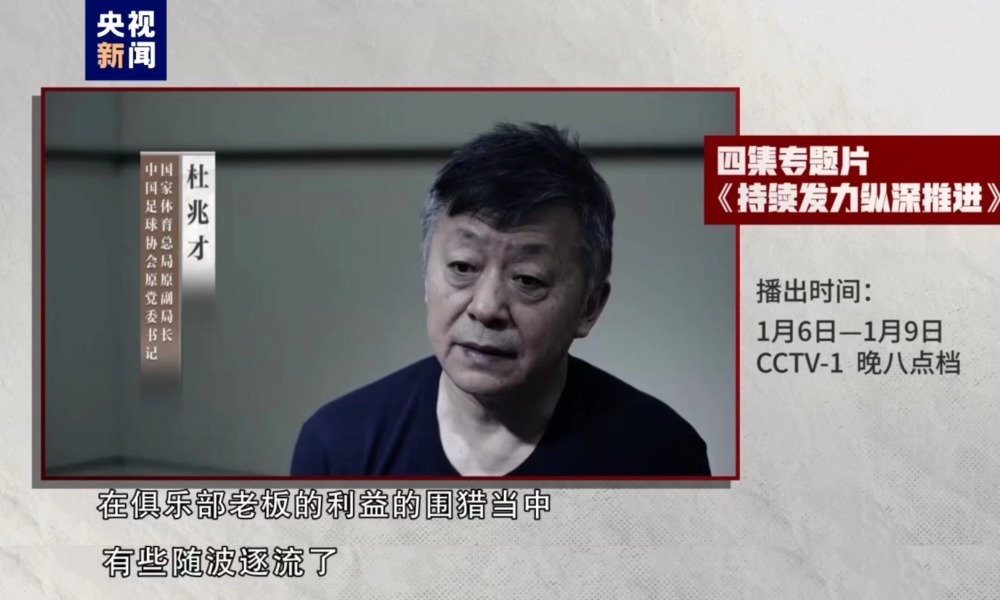 央视
新闻
杜兆才
国家体育总局原副局长
中国足球协会原党委书记
四集专题片
《持续发力纵深推进》
播出时间：
1月6日—1月9日
CCTV-1 晚八点档
在俱乐部老板的利益的围猎当中
有些随波逐流了